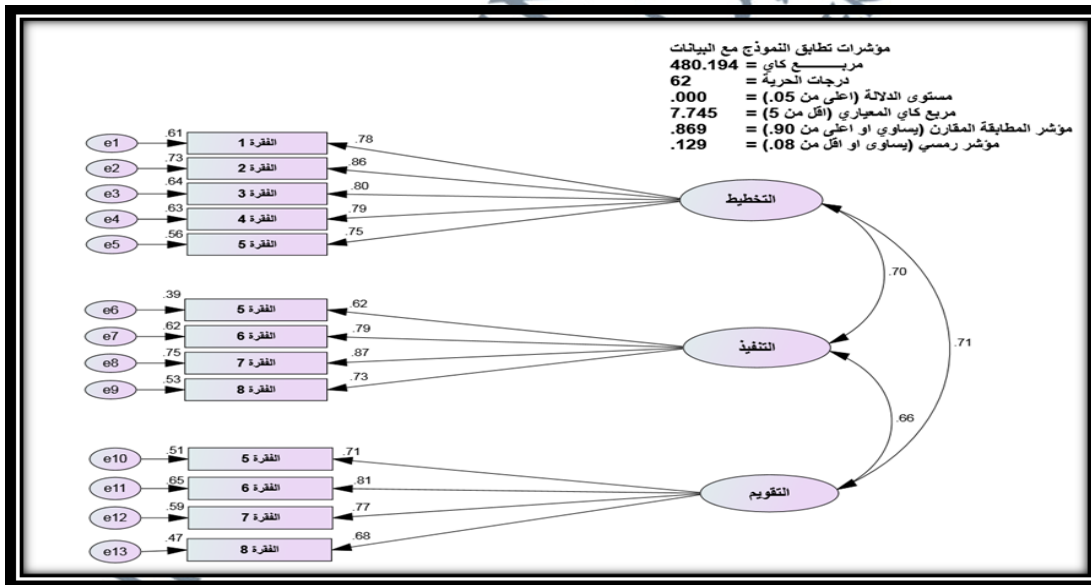 مؤشرات تطابق النموذج مع البيانات
مربـــــــــع كاي = 480.194
درجات الحرية = 62
مستوى الدلالة (اعلى من 05.) = .000
مربع كاي المعياري (اقل من 5) = 7.745
مؤشر المطابقة المقارن (يساوي او اعلى من 90.) = .869
مؤشر رمسي (يساوى او اقل من 08.) = .129
e1 .61 الفقرة 1 .78
e2 .73 الفقرة 2 .86
e3 .64 الفقرة 3 .80
e4 .63 الفقرة 4 .79
e5 .56 الفقرة 5 .75
التخطيط
.70
.71
e6 .39 الفقرة 5 .62
e7 .62 الفقرة 6 .79
e8 .75 الفقرة 7 .87
e9 .53 الفقرة 8 .73
التنفيذ
.66
e10 .51 الفقرة 5 .71
e11 .65 الفقرة 6 .81
e12 .59 الفقرة 7 .77
e13 .47 الفقرة 8 .68
التقويم